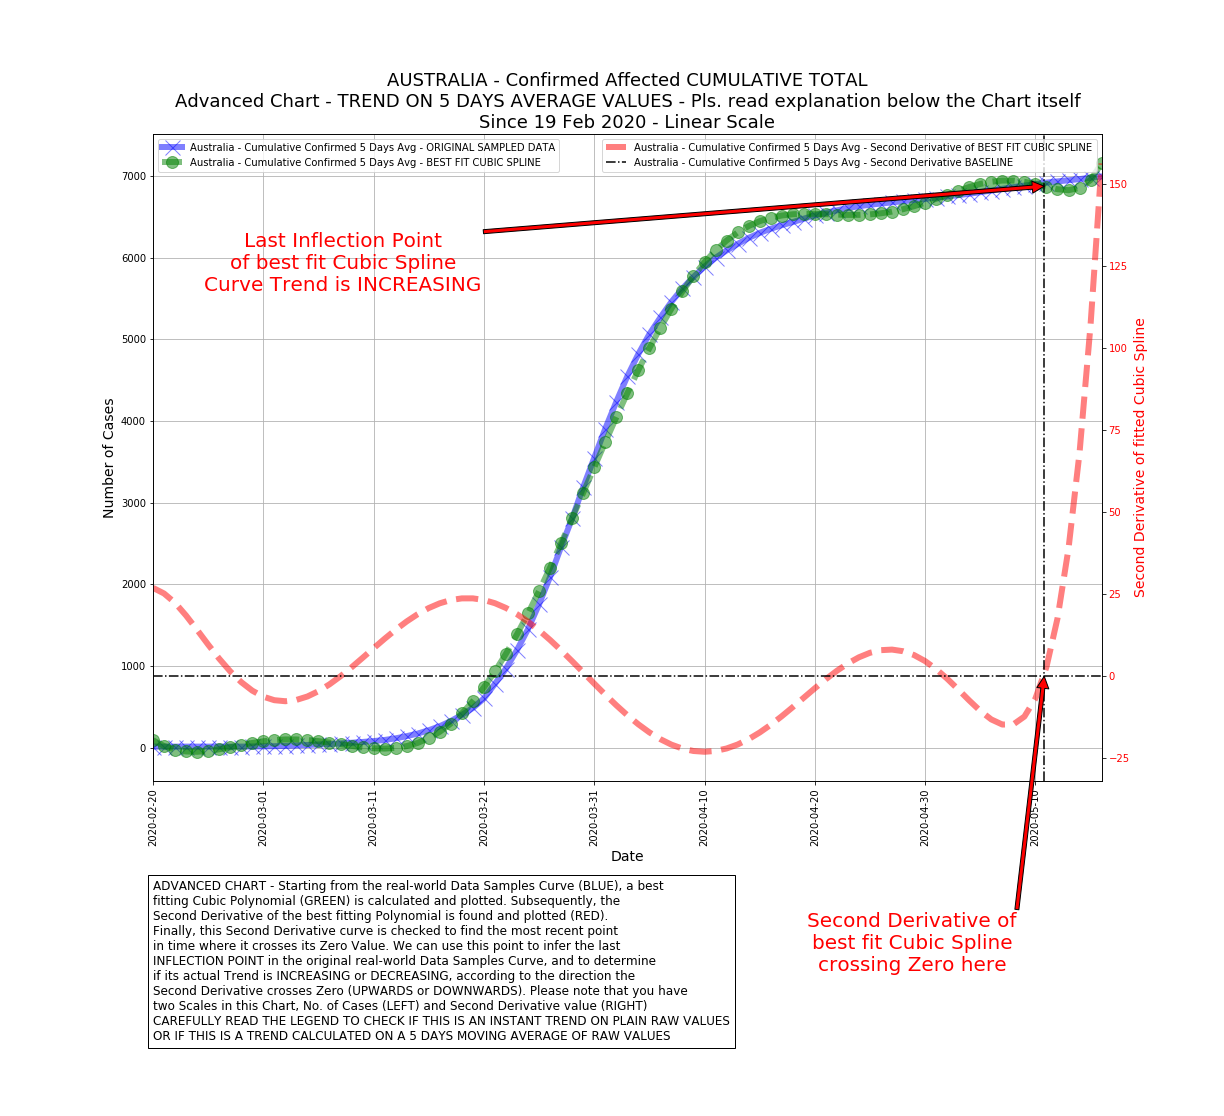 AUSTRALIA - Confirmed Affected CUMULATIVE TOTAL
Advanced Chart - TREND ON 5 DAYS AVERAGE VALUES - Pls. read explanation below the Chart itself
Since 19 Feb 2020 - Linear Scale
Australia - Cumulative Confirmed 5 Days Avg - ORIGINAL SAMPLED DATA
Australia - Cumulative Confirmed 5 Days Avg - BEST FIT CUBIC SPLINE
Australia - Cumulative Confirmed 5 Days Avg - Second Derivative of BEST FIT CUBIC SPLINE
Australia - Cumulative Confirmed 5 Days Avg - Second Derivative BASELINE
Last Inflection Point
of best fit Cubic Spline
Curve Trend is INCREASING
Number of Cases
7000
6000
5000
4000
3000
2000
1000
0
150
125
100
75
50
25
0
−25
Second Derivative of fitted Cubic Spline
2020-02-20
2020-03-01
2020-03-11
2020-03-21
2020-03-31
2020-04-10
2020-04-20
2020-04-30
2020-05-10
Date
ADVANCED CHART - Starting from the real-world Data Samples Curve (BLUE), a best
fitting Cubic Polynomial (GREEN) is calculated and plotted. Subsequently, the
Second Derivative of the best fitting Polynomial is found and plotted (RED).
Finally, this Second Derivative curve is checked to find the most recent point
in time where it crosses its Zero Value. We can use this point to infer the last
INFLECTION POINT in the original real-world Data Samples Curve, and to determine
if its actual Trend is INCREASING or DECREASING, according to the direction the
Second Derivative crosses Zero (UPWARDS or DOWNWARDS). Please note that you have
two Scales in this Chart, No. of Cases (LEFT) and Second Derivative value (RIGHT)
CAREFULLY READ THE LEGEND TO CHECK IF THIS IS AN INSTANT TREND ON PLAIN RAW VALUES
OR IF THIS IS A TREND CALCULATED ON A 5 DAYS MOVING AVERAGE OF RAW VALUES
Second Derivative of
best fit Cubic Spline
crossing Zero here